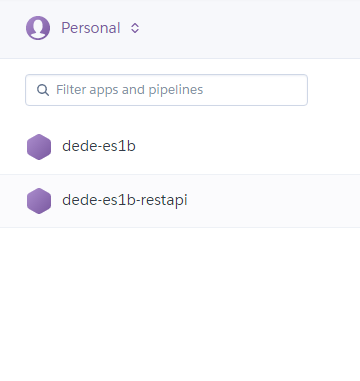 Personal
Filter apps and pipelines
dede-es1b
dede-es1b-restapi